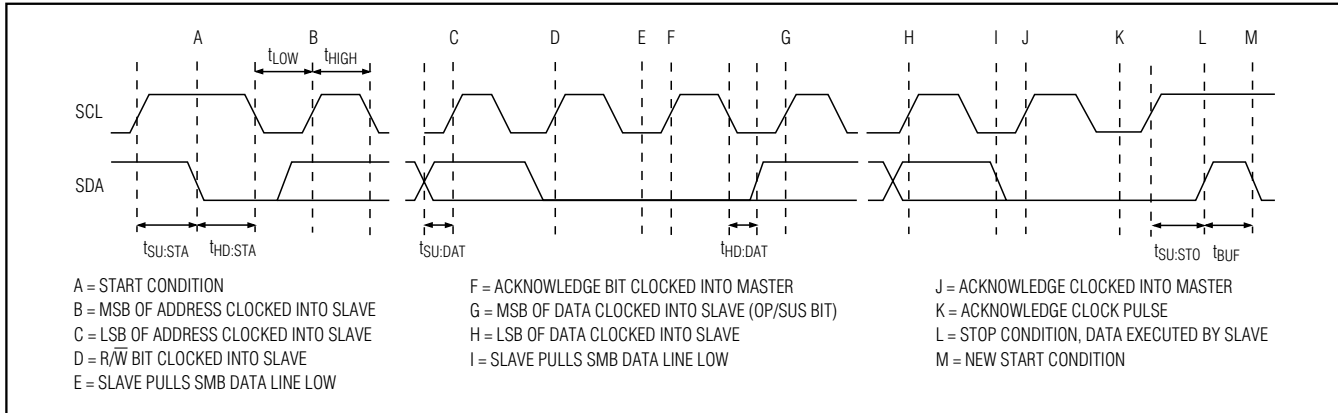 A B C D E F G H I J K L M
tLOW tHIGH
SCL
SDA
tSU:STA tHD:STA tSU:DAT tHD:DAT tSU:STO tBUF
A = START CONDITION
B = MSB OF ADDRESS CLOCKED INTO SLAVE
C = LSB OF ADDRESS CLOCKED INTO SLAVE
D = R/W̅ BIT CLOCKED INTO SLAVE
E = SLAVE PULLS SMB DATA LINE LOW
F = ACKNOWLEDGE BIT CLOCKED INTO MASTER
G = MSB OF DATA CLOCKED INTO SLAVE (OP/SUS BIT)
H = LSB OF DATA CLOCKED INTO SLAVE
I = SLAVE PULLS SMB DATA LINE LOW
J = ACKNOWLEDGE CLOCKED INTO MASTER
K = ACKNOWLEDGE CLOCK PULSE
L = STOP CONDITION, DATA EXECUTED BY SLAVE
M = NEW START CONDITION